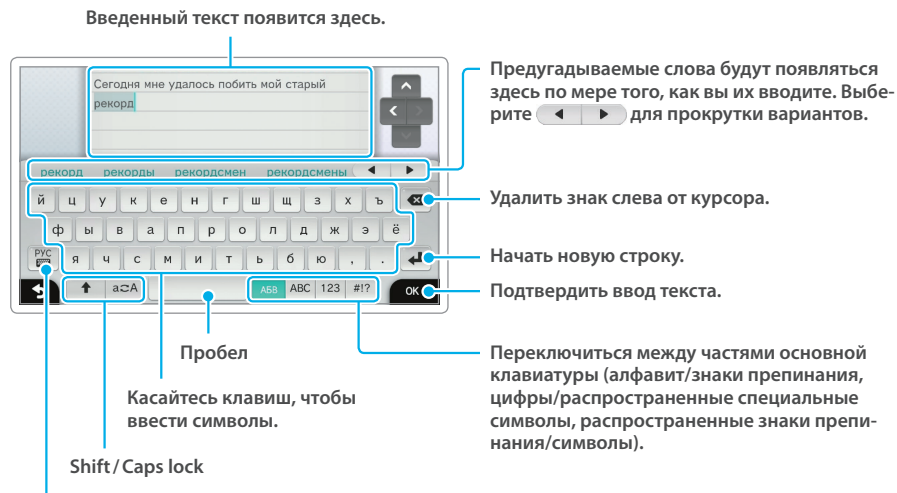 Введенный текст появится здесь.
Сегодня мне удалось побить мой старый
рекорд
Предугадываемые слова будут появляться
здесь по мере того, как вы их вводите. Выбе-
рите ◀ ▶ для прокрутки вариантов.
рекорд рекорды рекордсмен рекордсмены ◀ ▶
й ц у к е н г ш щ з х ъ
Удалить знак слева от курсора.
ф ы в а п р о л д ж э ё
РУС я ч с м и т ь б ю , .
Начать новую строку.
a⇄A АБВ ABC 123 #!? OK
Подтвердить ввод текста.
Пробел
Переключиться между частями основной
клавиатуры (алфавит/знаки препинания,
цифры/распространенные специальные
символы, распространенные знаки препи-
нания/символы).
Касайтесь клавиш, чтобы
ввести символы.
Shift / Caps lock